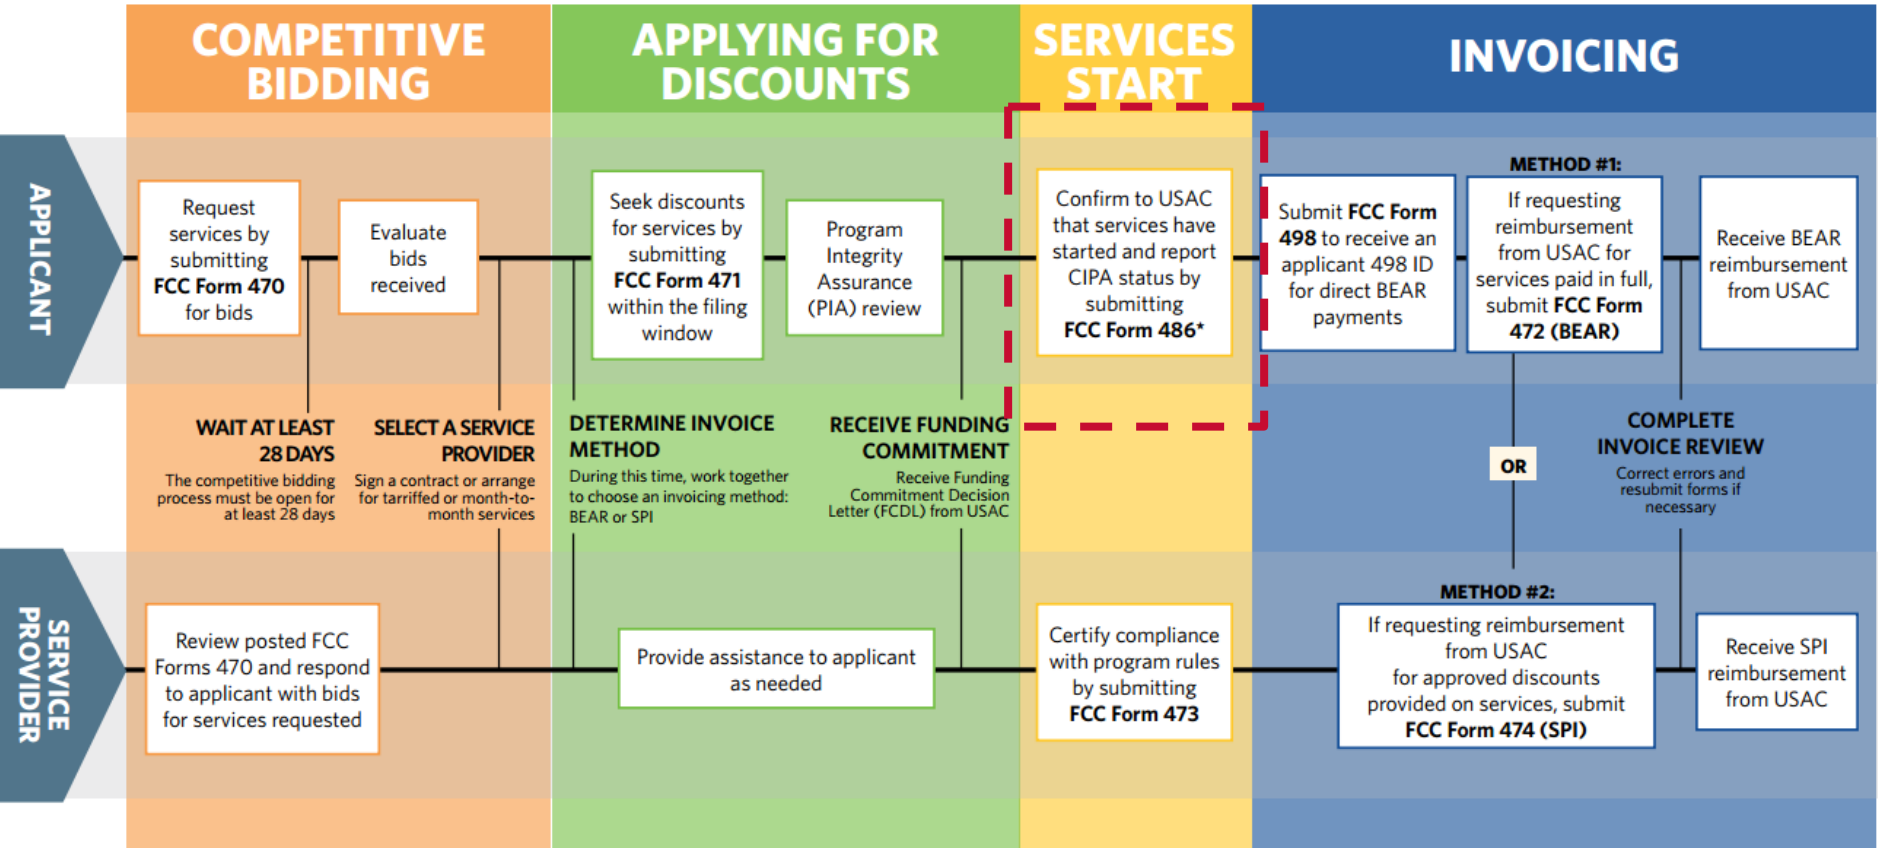 COMPETITIVE
BIDDING
APPLYING FOR
DISCOUNTS
SERVICES
START
INVOICING
APPLICANT
Request
services by
submitting
FCC Form 470
for bids
Evaluate
bids
received
Seek discounts
for services by
submitting
FCC Form 471
within the filing
window
Program
Integrity
Assurance
(PIA) review
Confirm to USAC
that services have
started and report
CIPA status by
submitting
FCC Form 486*
Submit FCC Form
498 to receive an
applicant 498 ID
for direct BEAR
payments
METHOD #1:
If requesting
reimbursement
from USAC for
services paid in full,
submit FCC Form
472 (BEAR)
Receive BEAR
reimbursement
from USAC
WAIT AT LEAST
28 DAYS
The competitive bidding
process must be open for
at least 28 days
SELECT A SERVICE
PROVIDER
Sign a contract or arrange
for tarriffed or month-to-
month services
DETERMINE INVOICE
METHOD
During this time, work together
to choose an invoicing method:
BEAR or SPI
RECEIVE FUNDING
COMMITMENT
Receive Funding
Commitment Decision
Letter (FCDL) from USAC
OR
COMPLETE
INVOICE REVIEW
Correct errors and
resubmit forms if
necessary
SERVICE
PROVIDER
Review posted FCC
Forms 470 and respond
to applicant with bids
for services requested
Provide assistance to applicant
as needed
Certify compliance
with program rules
by submitting
FCC Form 473
METHOD #2:
If requesting reimbursement
from USAC
for approved discounts
provided on services, submit
FCC Form 474 (SPI)
Receive SPI
reimbursement
from USAC